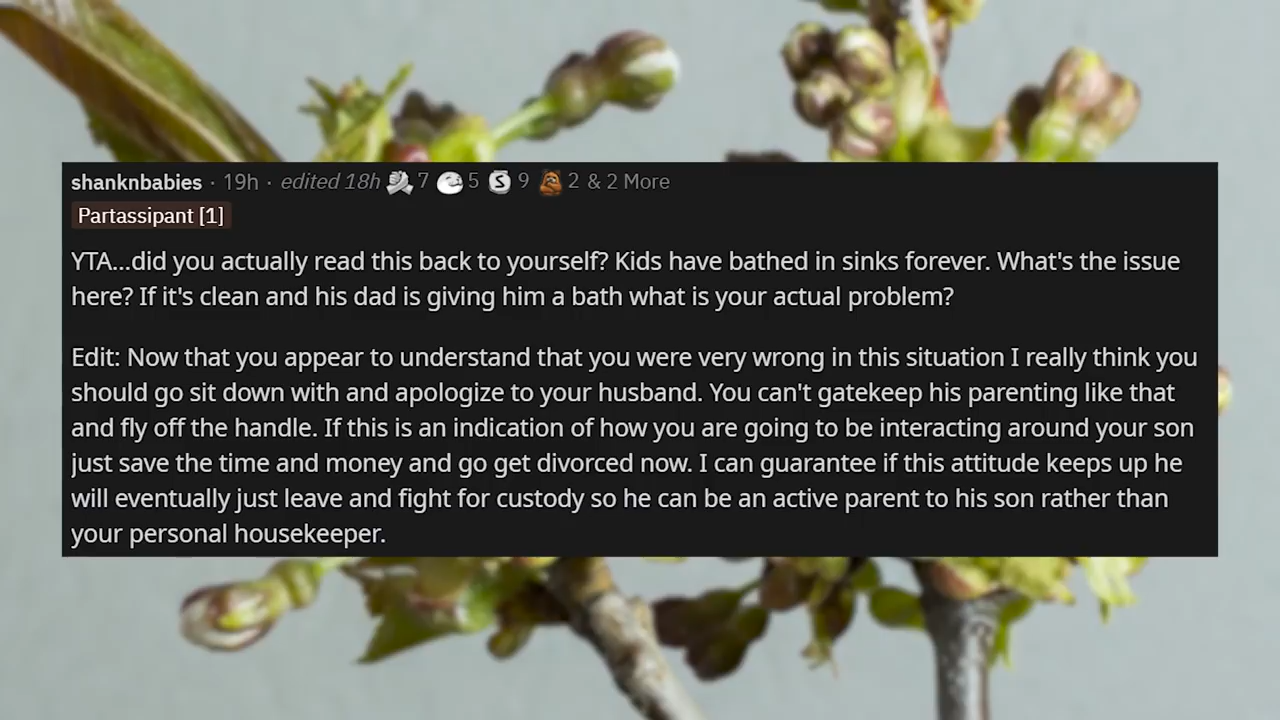 shanknbabies · 19h · edited 18h 7 5 9 2 & 2 More
Partassipant [1]
YTA...did you actually read this back to yourself? Kids have bathed in sinks forever. What's the issue
here? If it's clean and his dad is giving him a bath what is your actual problem?
Edit: Now that you appear to understand that you were very wrong in this situation I really think you
should go sit down with and apologize to your husband. You can't gatekeep his parenting like that
and fly off the handle. If this is an indication of how you are going to be interacting around your son
just save the time and money and go get divorced now. I can guarantee if this attitude keeps up he
will eventually just leave and fight for custody so he can be an active parent to his son rather than
your personal housekeeper.